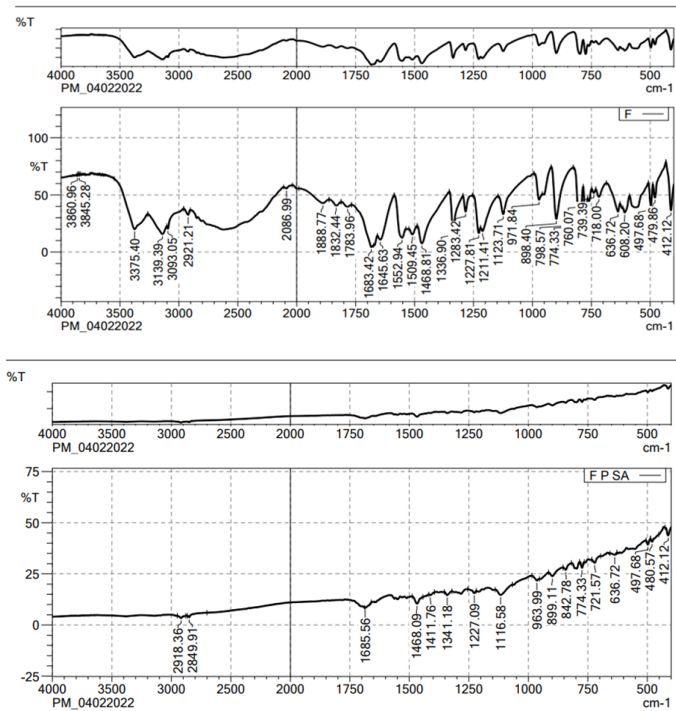 %T
4000 3500 3000 2500 2000 1750 1500 1250 1000 750 500
PM_04022022 cm-1
F
100
%T
50
0
3860.96 3845.28 3375.40 3139.39 3093.05 2921.21 2086.99 1888.77 1832.44 1783.96 1683.42 1645.63 1552.94 1509.45 1468.81 1336.90 1283.42 1227.81 1211.41 1123.71 971.84 898.40 798.57 774.33 760.07 739.39 718.00 636.72 608.20 497.68 479.86 412.12
4000 3500 3000 2500 2000 1750 1500 1250 1000 750 500
PM_04022022 cm-1
%T
4000 3500 3000 2500 2000 1750 1500 1250 1000 750 500
PM_04022022 cm-1
75
F P SA
%T
50
25
0
-25
2918.36 2849.91 1685.56 1468.09 1411.76 1341.18 1227.09 1116.58 963.99 899.11 842.78 774.33 721.57 636.72 497.68 480.57 412.12
4000 3500 3000 2500 2000 1750 1500 1250 1000 750 500
PM_04022022 cm-1